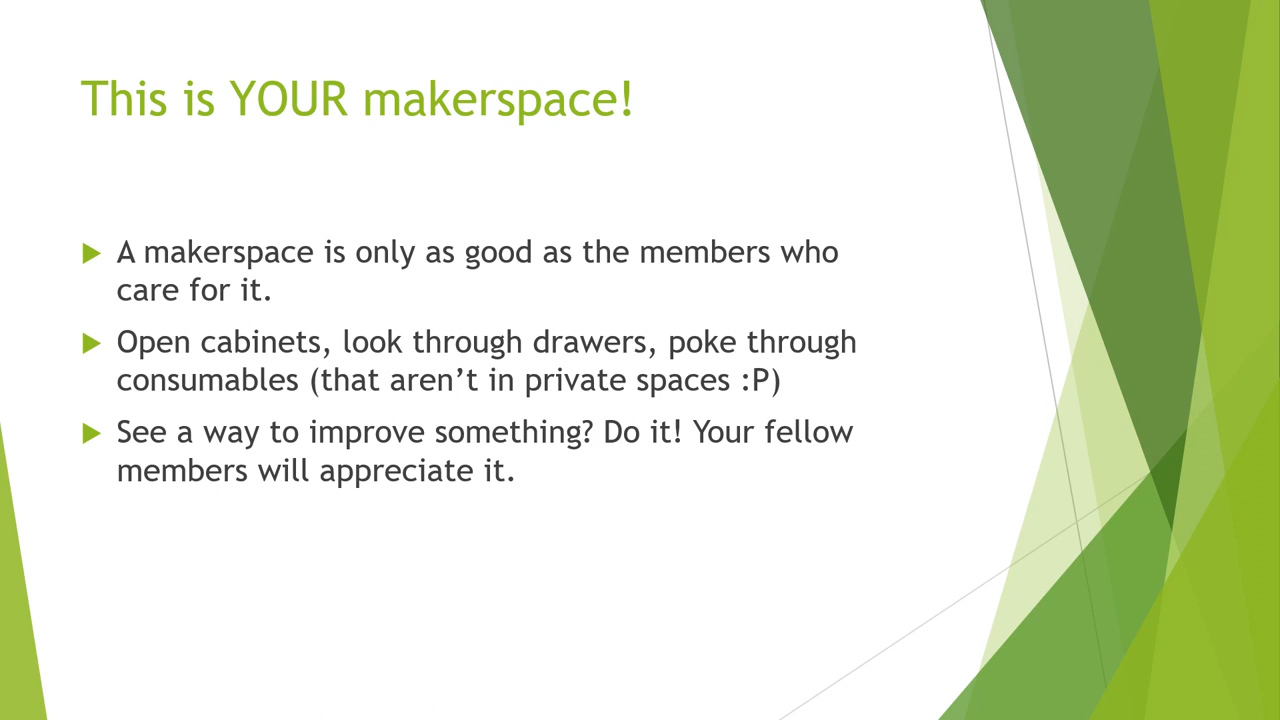 This is YOUR makerspace!
A makerspace is only as good as the members who
care for it.
Open cabinets, look through drawers, poke through
consumables (that aren’t in private spaces :P)
See a way to improve something? Do it! Your fellow
members will appreciate it.